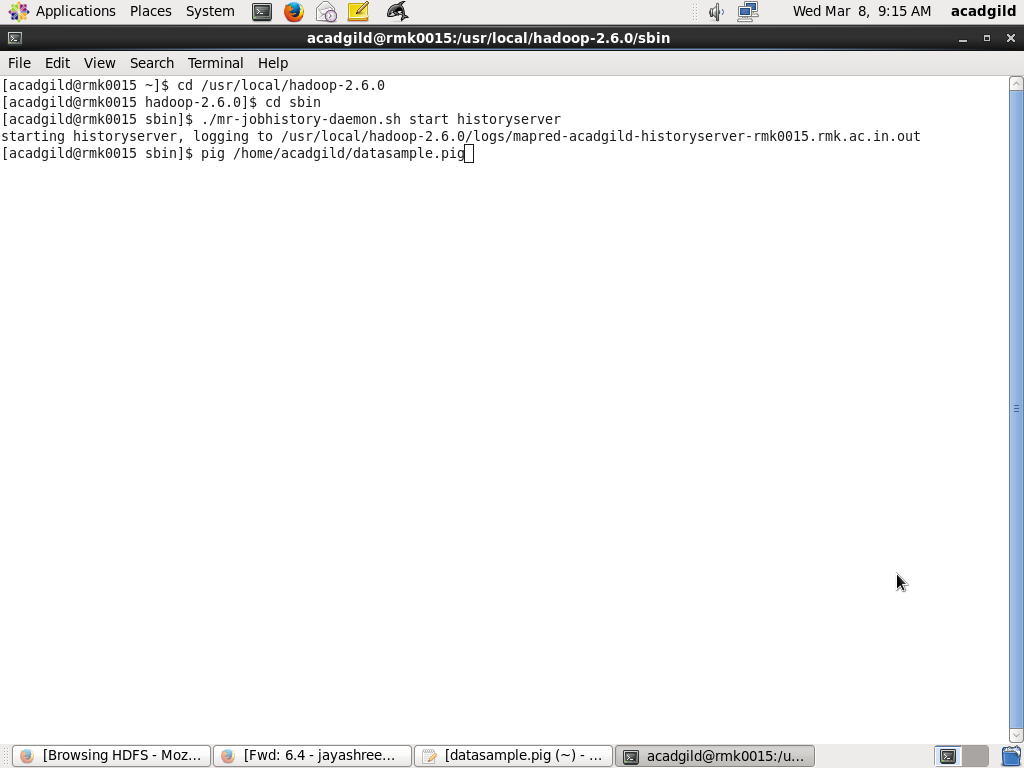 Applications Places System Wed Mar 8, 9:15 AM acadgild
acadgild@rmk0015:/usr/local/hadoop-2.6.0/sbin
File Edit View Search Terminal Help
[acadgild@rmk0015 ~]$ cd /usr/local/hadoop-2.6.0
[acadgild@rmk0015 hadoop-2.6.0]$ cd sbin
[acadgild@rmk0015 sbin]$ ./mr-jobhistory-daemon.sh start historyserver
starting historyserver, logging to /usr/local/hadoop-2.6.0/logs/mapred-acadgild-historyserver-rmk0015.rmk.ac.in.out
[acadgild@rmk0015 sbin]$ pig /home/acadgild/datasample.pig
[Browsing HDFS - Moz... [Fwd: 6.4 - jayashree... [datasample.pig (~) - ... acadgild@rmk0015:/u...